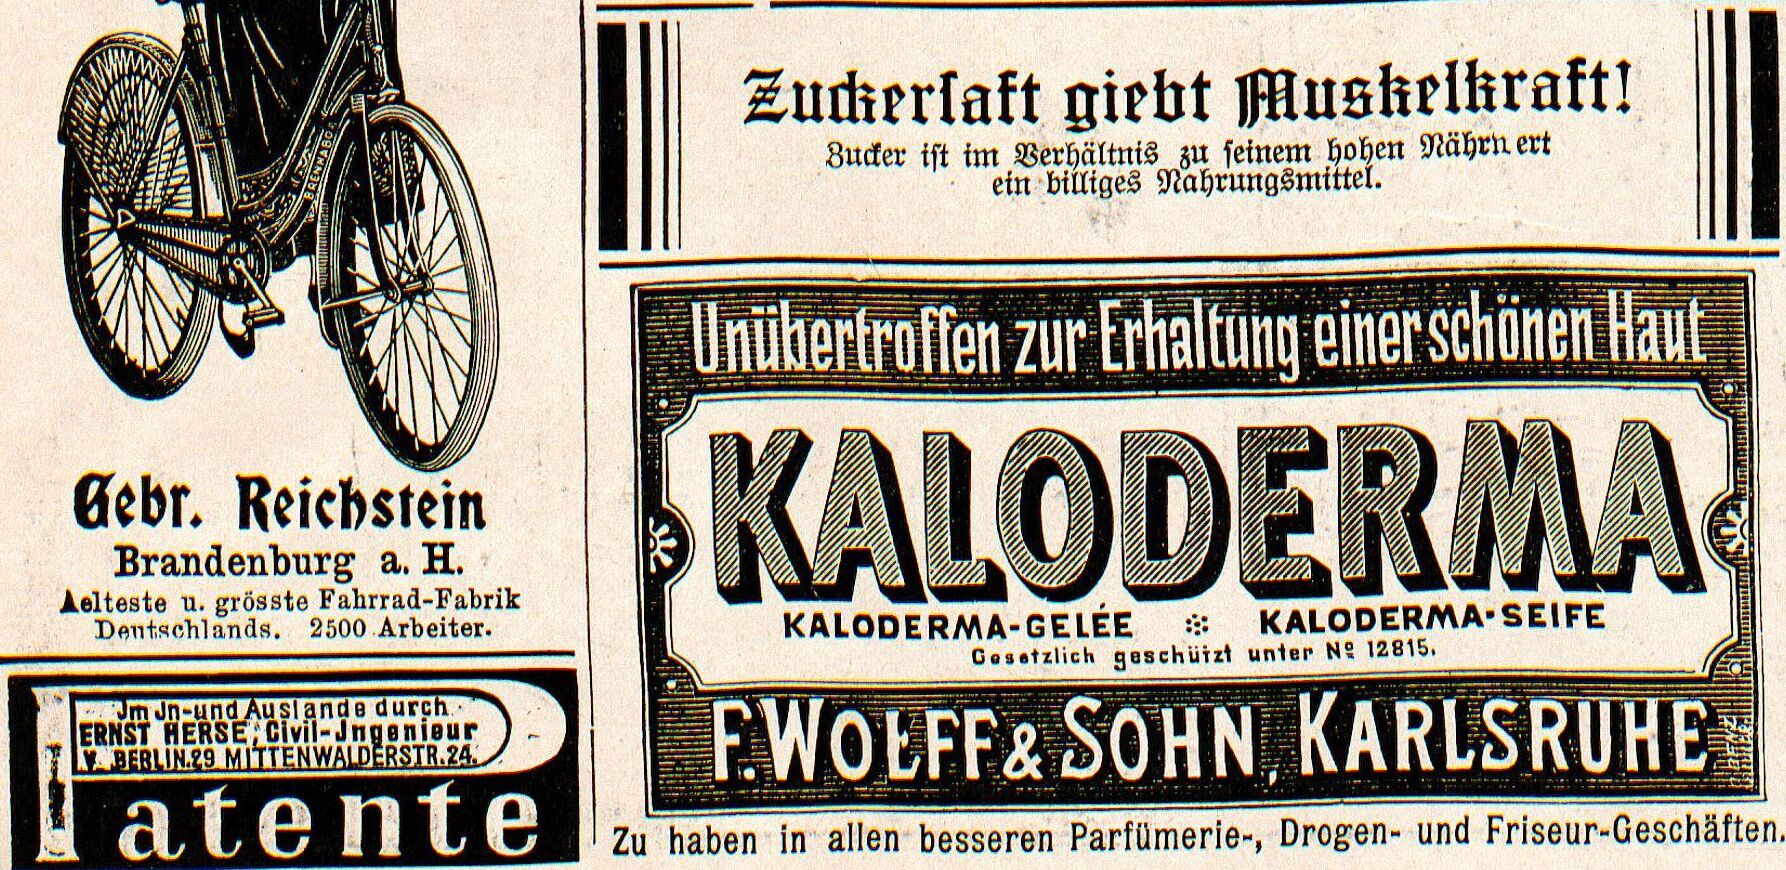 BRENNABOR
Gebr. Reichstein
Brandenburg a. H.
Aelteste u. grösste Fahrrad-Fabrik
Deutschlands. 2500 Arbeiter.
Jm Jn-und Auslande durch
ERNST HERSE, Civil-Jngenieur
BERLIN.29 MITTENWALDERSTR.24.
Patente
Zuckersaft giebt Muskelkraft!
Zucker ist im Verhältnis zu seinem hohen Nährwert
ein billiges Nahrungsmittel.
Unübertroffen zur Erhaltung einer schönen Haut
KALODERMA
KALODERMA-GELÉE KALODERMA-SEIFE
Gesetzlich geschützt unter Nº 12815.
F. WOLFF & SOHN, KARLSRUHE
Zu haben in allen besseren Parfümerie-, Drogen- und Friseur-Geschäften.